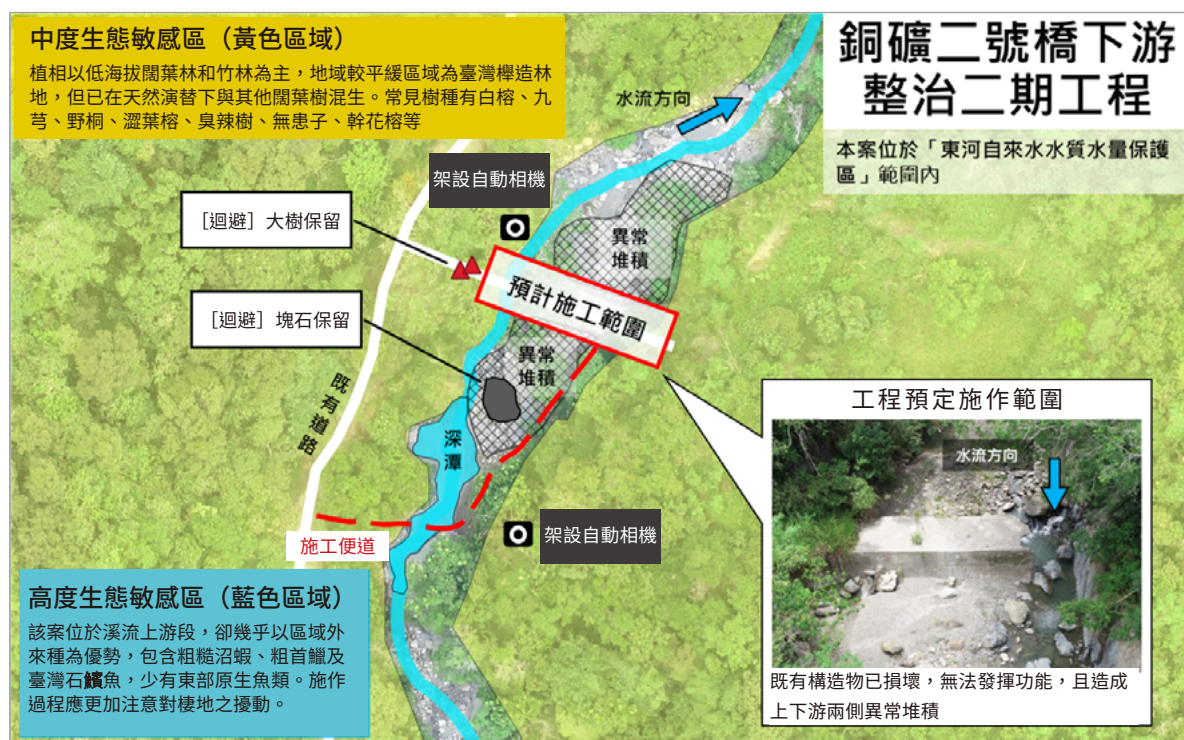 中度生態敏感區（黃色區域）
植相以低海拔闊葉林和竹林為主，地域較平緩區域為臺灣櫸造林
地，但已在天然演替下與其他闊葉樹混生。常見樹種有白榕、九
芎、野桐、澀葉榕、臭辣樹、無患子、幹花榕等
銅礦二號橋下游
整治二期工程
本案位於「東河自來水水質水量保護
區」範圍內
水流方向
架設自動相機
［迴避］大樹保留
異常
堆積
預計施工範圍
［迴避］塊石保留
異常
堆積
既有道路
深潭
施工便道
架設自動相機
工程預定施作範圍
水流方向
既有構造物已損壞，無法發揮功能，且造成
上下游兩側異常堆積
高度生態敏感區（藍色區域）
該案位於溪流上游段，卻幾乎以區域外
來種為優勢，包含粗糙沼蝦、粗首鱲及
臺灣石鱝魚，少有東部原生魚類。施作
過程應更加注意對棲地之擾動。